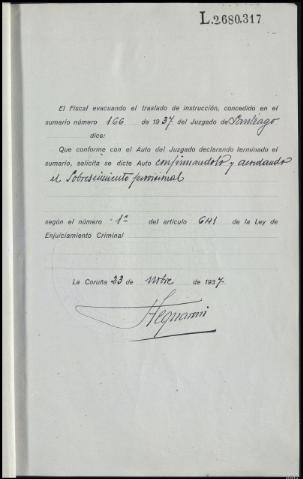 L.2680.317
El Fiscal evacuando el traslado de instrucción, concedido en el
sumario número 166 de 1937 del Juzgado de Santiago
dice:
Que conforme con el Auto del Juzgado declarando terminado el
sumario, solicita se dicte Auto confirmandolo y acordando
el Sobreseimiento provisional
según el número 1º del artículo 641 de la Ley de
Enjuiciamiento Criminal
La Coruña 23 de Nbre de 1937